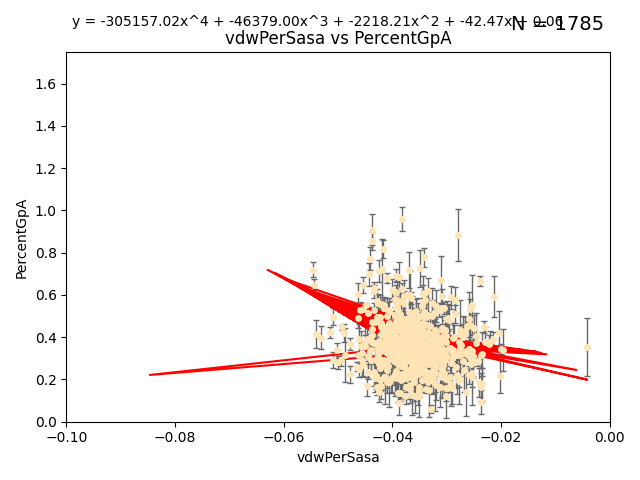 y = -305157.02x^4 + -46379.00x^3 + -2218.21x^2 + -42.47x + 0.06
N = 1785
vdwPerSasa vs PercentGpA
1.6
1.4
1.2
1.0
0.8
0.6
0.4
0.2
0.0
PercentGpA
−0.10 −0.08 −0.06 −0.04 −0.02 0.00
vdwPerSasa